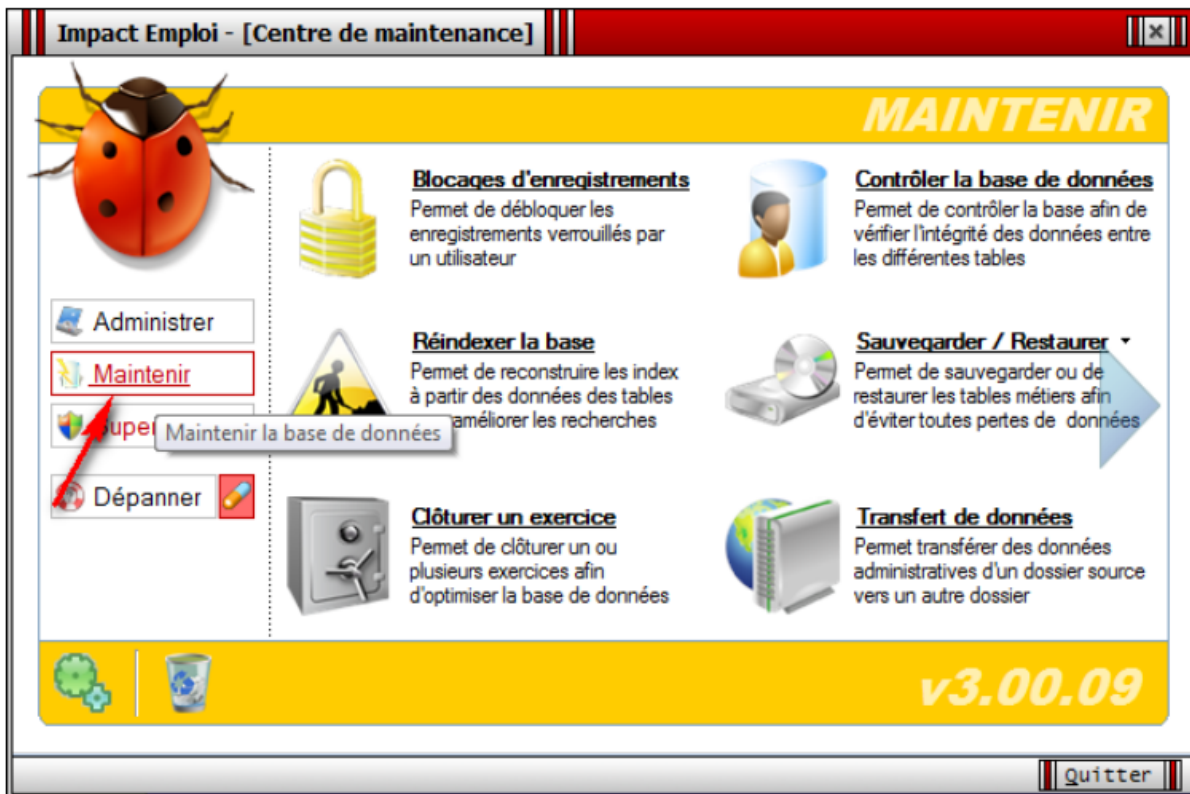 Impact Emploi - [Centre de maintenance]
MAINTENIR
Blocages d'enregistrements
Permet de débloquer les
enregistrements verrouillés par
un utilisateur
Contrôler la base de données
Permet de contrôler la base afin de
vérifier l'intégrité des données entre
les différentes tables
Administrer
Maintenir
Maintenir la base de données
Dépanner
Réindexer la base
Permet de reconstruire les index
à partir des données des tables
améliorer les recherches
Sauvegarder / Restaurer
Permet de sauvegarder ou de
restaurer les tables métiers afin
d'éviter toutes pertes de données
Clôturer un exercice
Permet de clôturer un ou
plusieurs exercices afin
d'optimiser la base de données
Transfert de données
Permet transférer des données
administratives d'un dossier source
vers un autre dossier
v3.00.09
Quitter